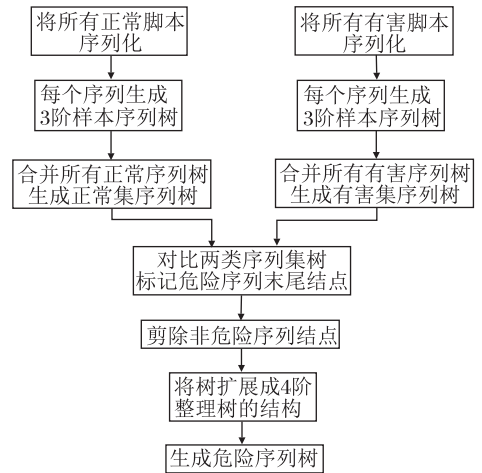 将所有正常脚本
序列化
将所有有害脚本
序列化
每个序列生成
3阶样本序列树
每个序列生成
3阶样本序列树
合并所有正常序列树
生成正常集序列树
合并所有有害序列树
生成有害集序列树
对比两类序列集树
标记危险序列末尾结点
剪除非危险序列结点
将树扩展成4阶
整理树的结构
生成危险序列树